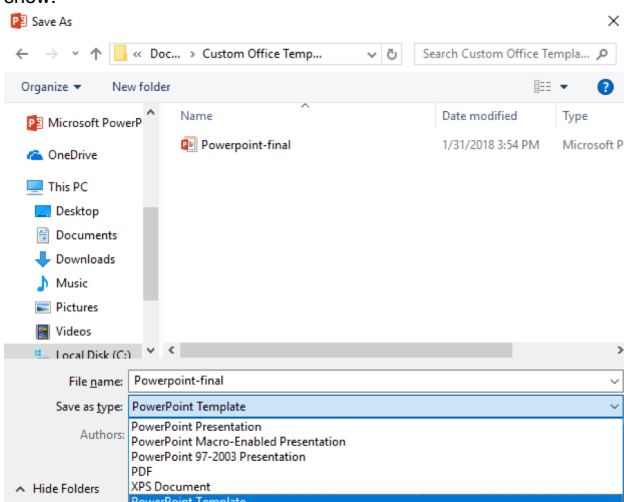 Save As
« Doc... > Custom Office Temp...
Search Custom Office Templa...
Organize
New folder
Name
Date modified
Type
Microsoft PowerP
Powerpoint-final
1/31/2018 3:54 PM
Microsoft P
OneDrive
This PC
Desktop
Documents
Downloads
Music
Pictures
Videos
Local Disk (C:)
File name: Powerpoint-final
Save as type: PowerPoint Template
Authors:
PowerPoint Presentation
PowerPoint Macro-Enabled Presentation
PowerPoint 97-2003 Presentation
PDF
XPS Document
PowerPoint Template
Hide Folders